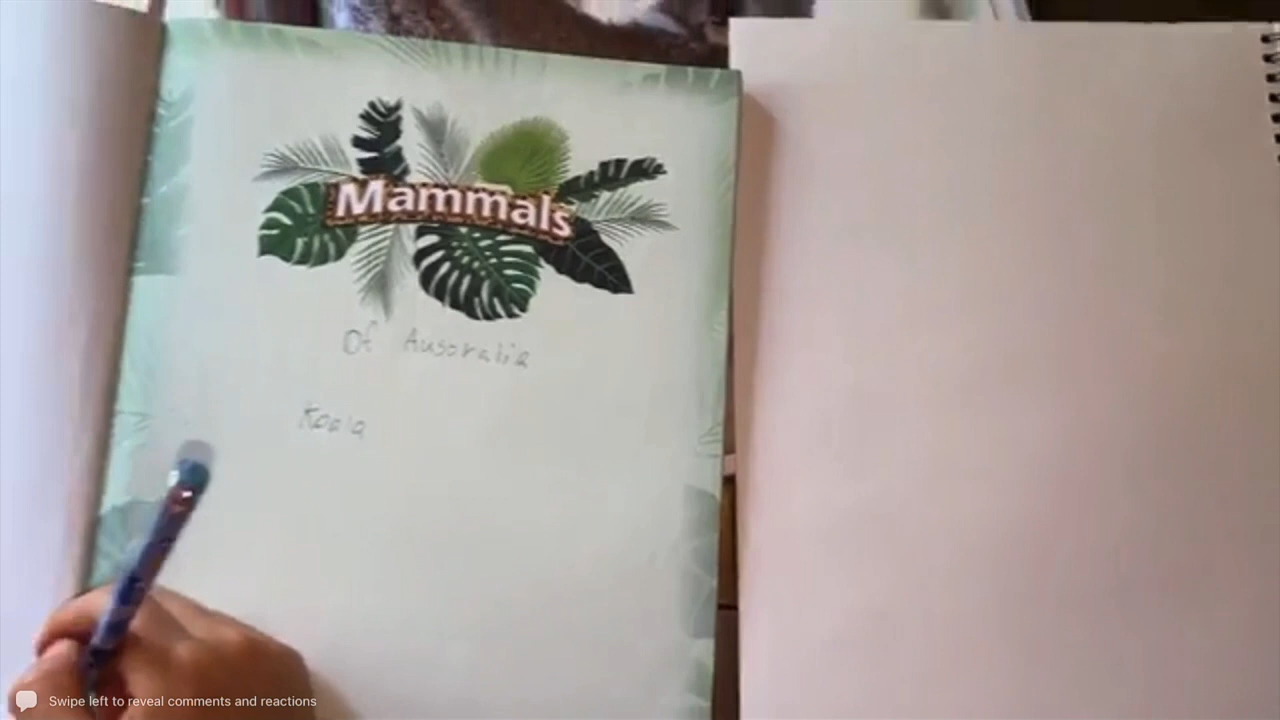 Mammals
Of Ausoralia
Koala
Swipe left to reveal comments and reactions